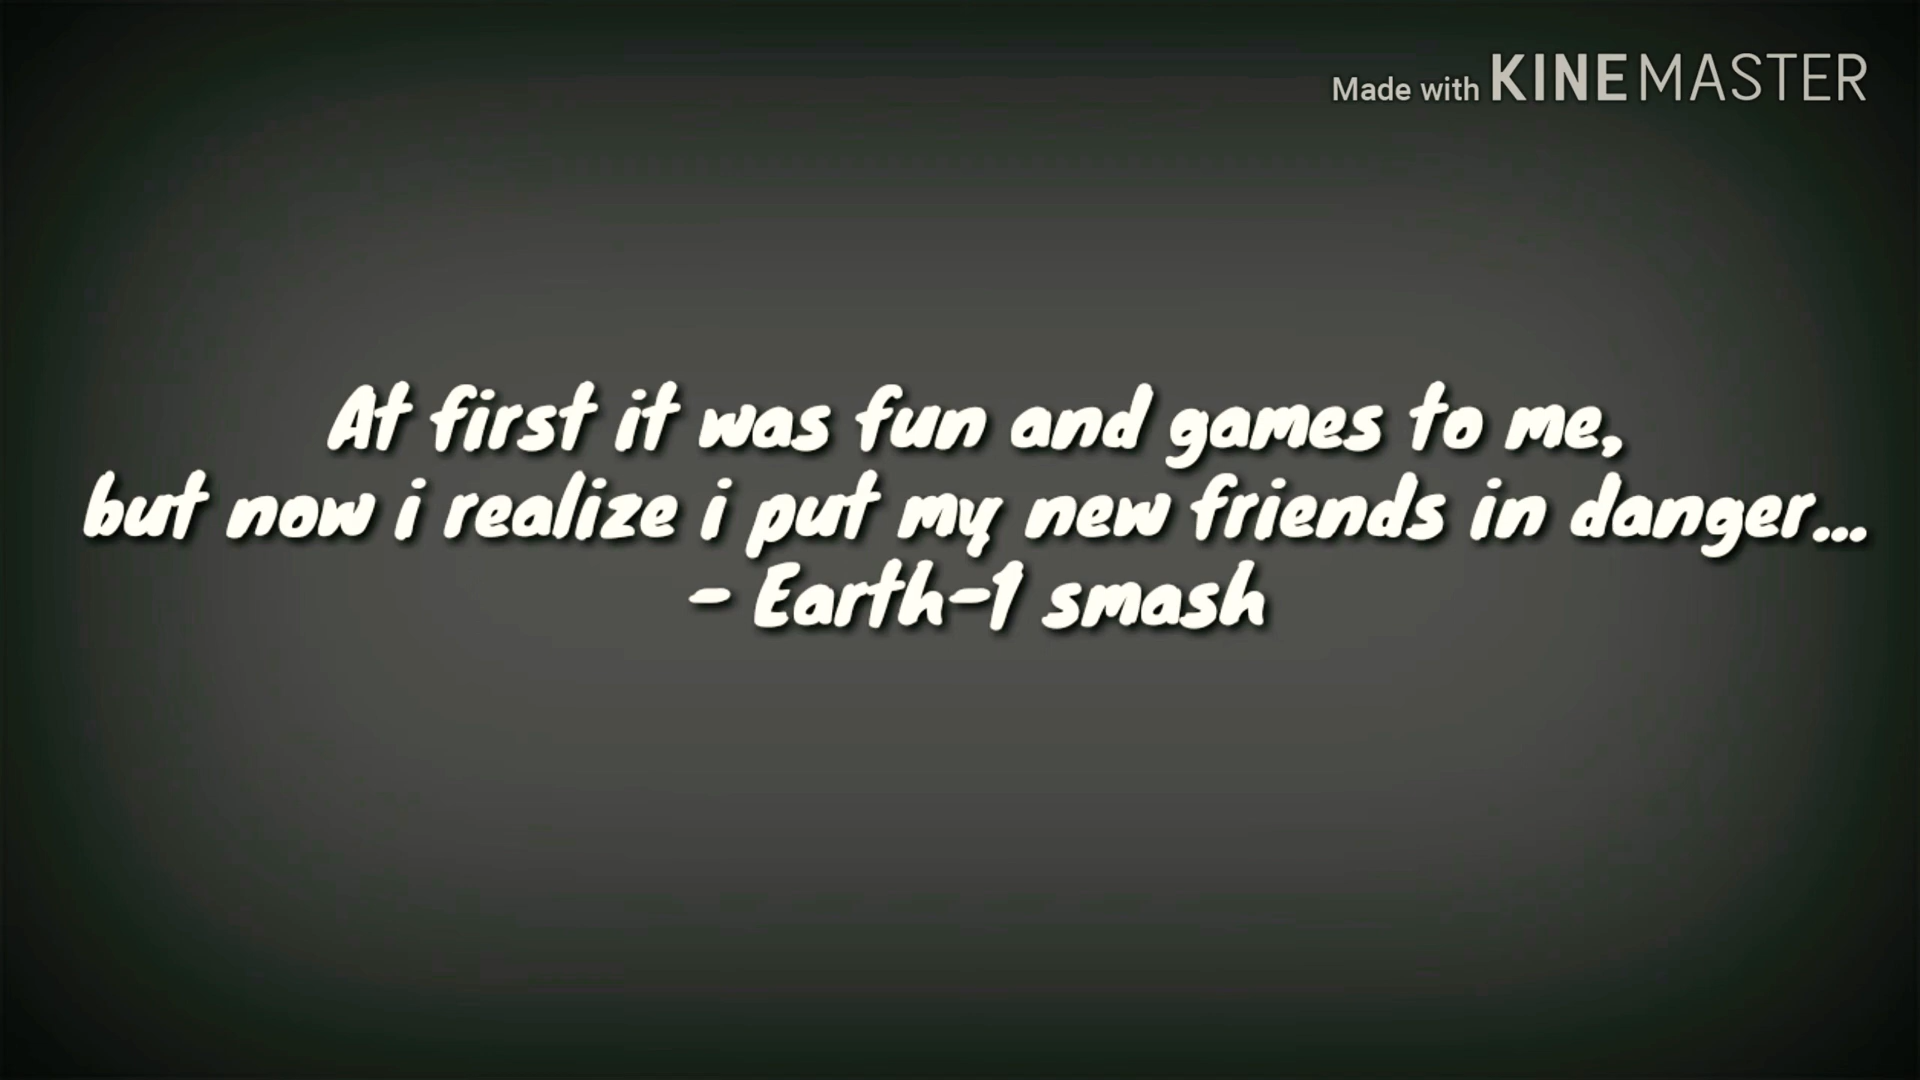 Made with KINEMASTER
At first it was fun and games to me,
but now i realize i put my new friends in danger...
- Earth-1 smash